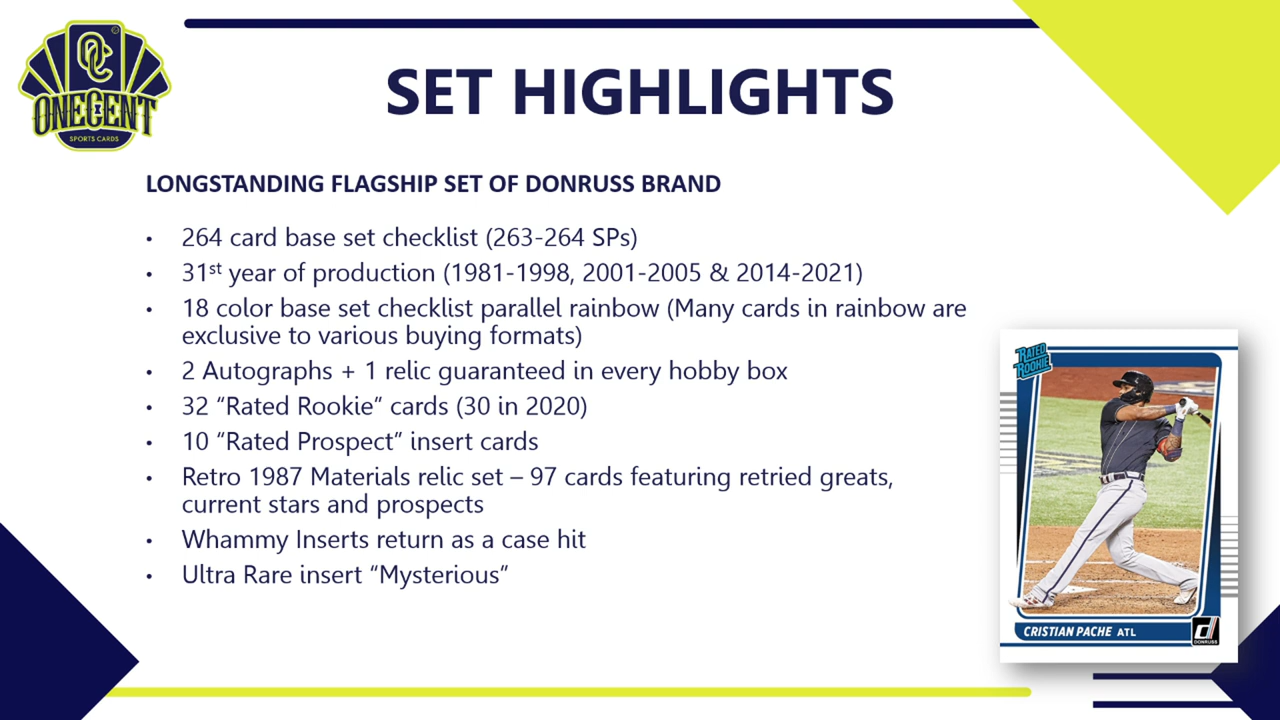 OC
ONECENT
SPORTS CARDS
SET HIGHLIGHTS
LONGSTANDING FLAGSHIP SET OF DONRUSS BRAND
• 264 card base set checklist (263-264 SPs)
• 31st year of production (1981-1998, 2001-2005 & 2014-2021)
• 18 color base set checklist parallel rainbow (Many cards in rainbow are
exclusive to various buying formats)
• 2 Autographs + 1 relic guaranteed in every hobby box
• 32 “Rated Rookie” cards (30 in 2020)
• 10 “Rated Prospect” insert cards
• Retro 1987 Materials relic set – 97 cards featuring retried greats,
current stars and prospects
• Whammy Inserts return as a case hit
• Ultra Rare insert “Mysterious”
RATED
ROOKIE
CRISTIAN PACHE ATL
DONRUSS